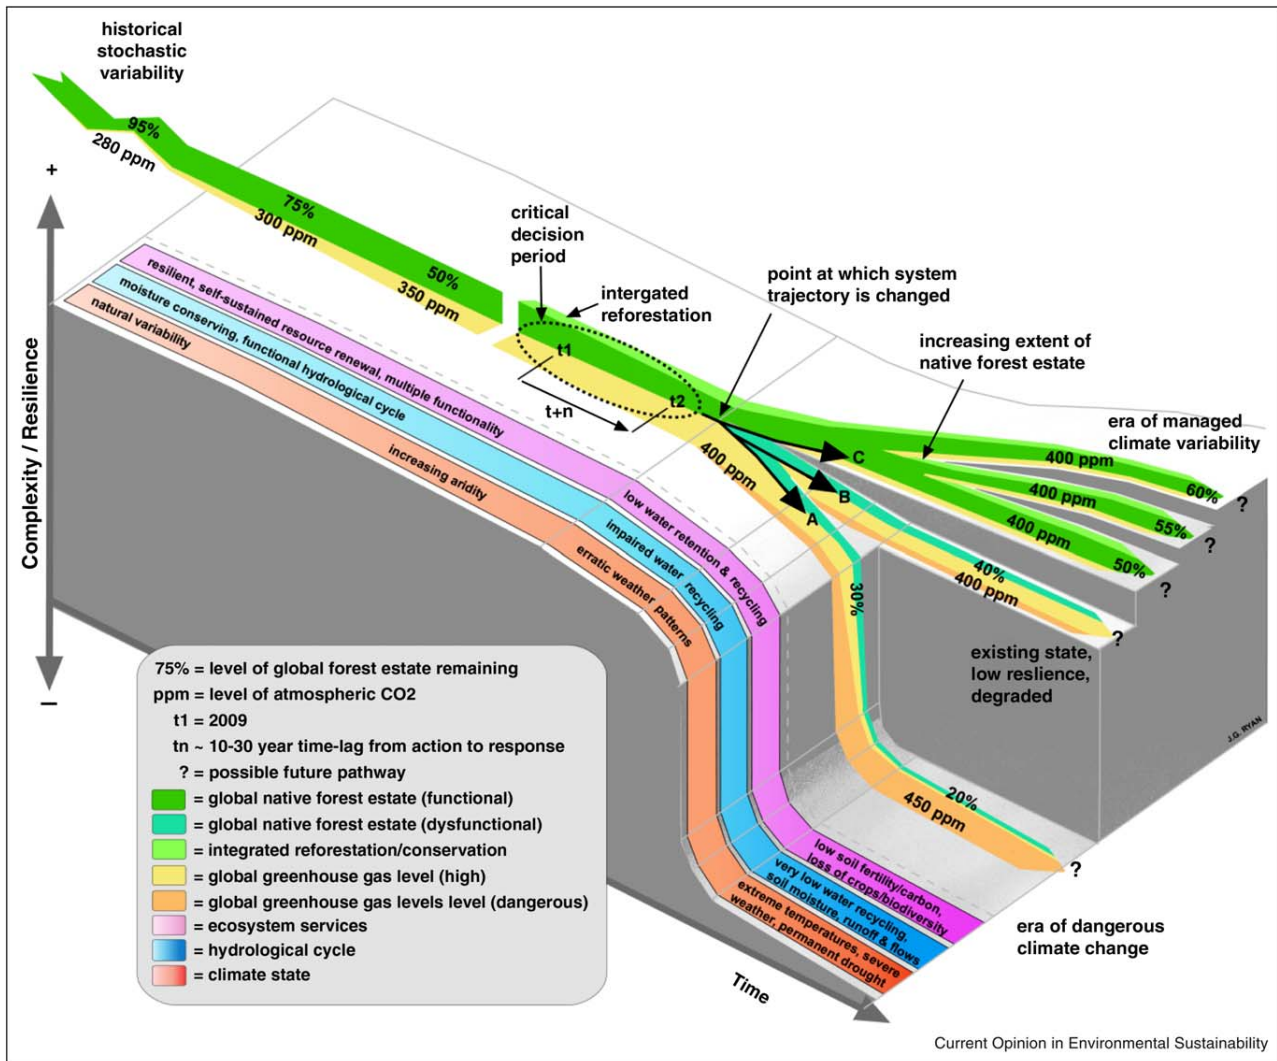 historical
stochastic
variability
95%
280 ppm
75%
300 ppm
50%
350 ppm
+
Complexity / Resilience
–
critical
decision
period
intergated
reforestation
point at which system
trajectory is changed
increasing extent of
native forest estate
era of managed
climate variability
t1
t2
t+n
resilient, self-sustained resource renewal, multiple functionality
moisture conserving, functional hydrological cycle
natural variability
increasing aridity
low water retention & recycling
impaired water recycling
erratic weather patterns
400 ppm
C
B
A
400 ppm
60%
?
400 ppm
55%
?
400 ppm
50%
?
40%
400 ppm
?
30%
existing state,
low reslience,
degraded
J.G. RYAN
20%
450 ppm
?
low soil fertility/carbon,
loss of crops/biodiversity
very low water recycling,
soil moisture, runoff & flows
extreme temperatures, severe
weather, permanent drought
era of dangerous
climate change
Time
75% = level of global forest estate remaining
ppm = level of atmospheric CO2
t1 = 2009
tn ~ 10-30 year time-lag from action to response
? = possible future pathway
= global native forest estate (functional)
= global native forest estate (dysfunctional)
= integrated reforestation/conservation
= global greenhouse gas level (high)
= global greenhouse gas levels level (dangerous)
= ecosystem services
= hydrological cycle
= climate state
Current Opinion in Environmental Sustainability